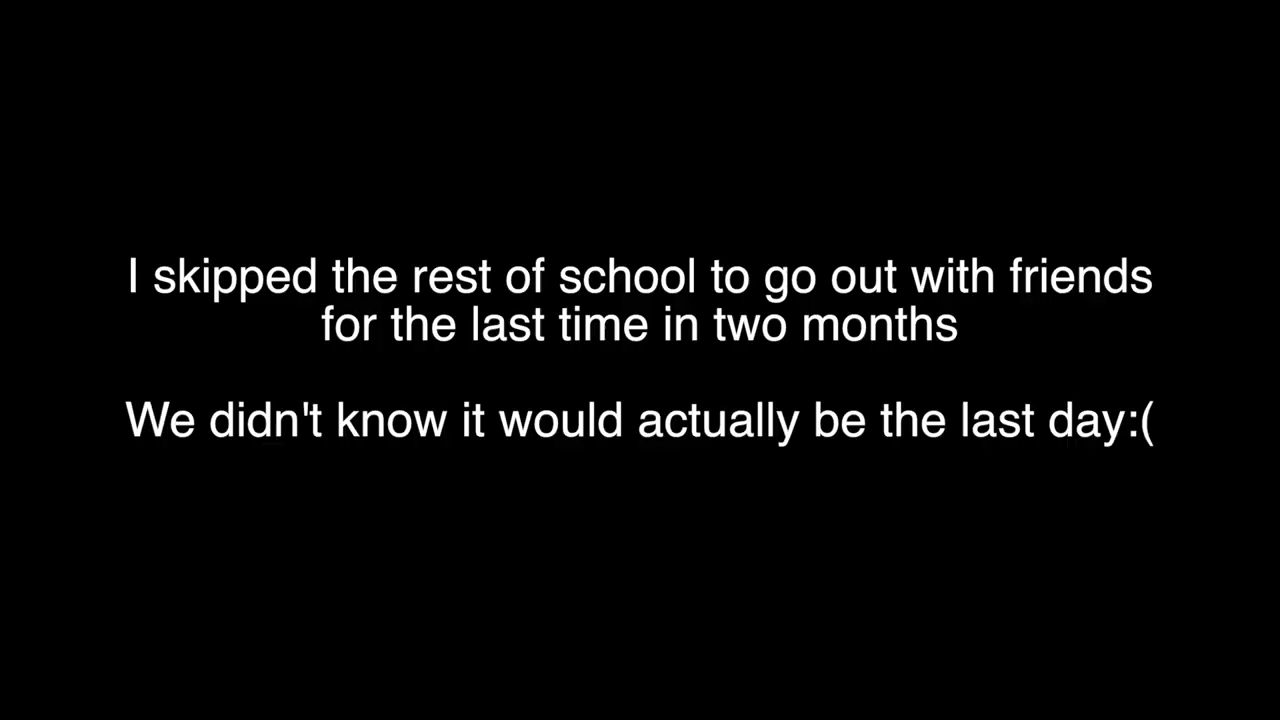 I skipped the rest of school to go out with friends
for the last time in two months
We didn't know it would actually be the last day:(